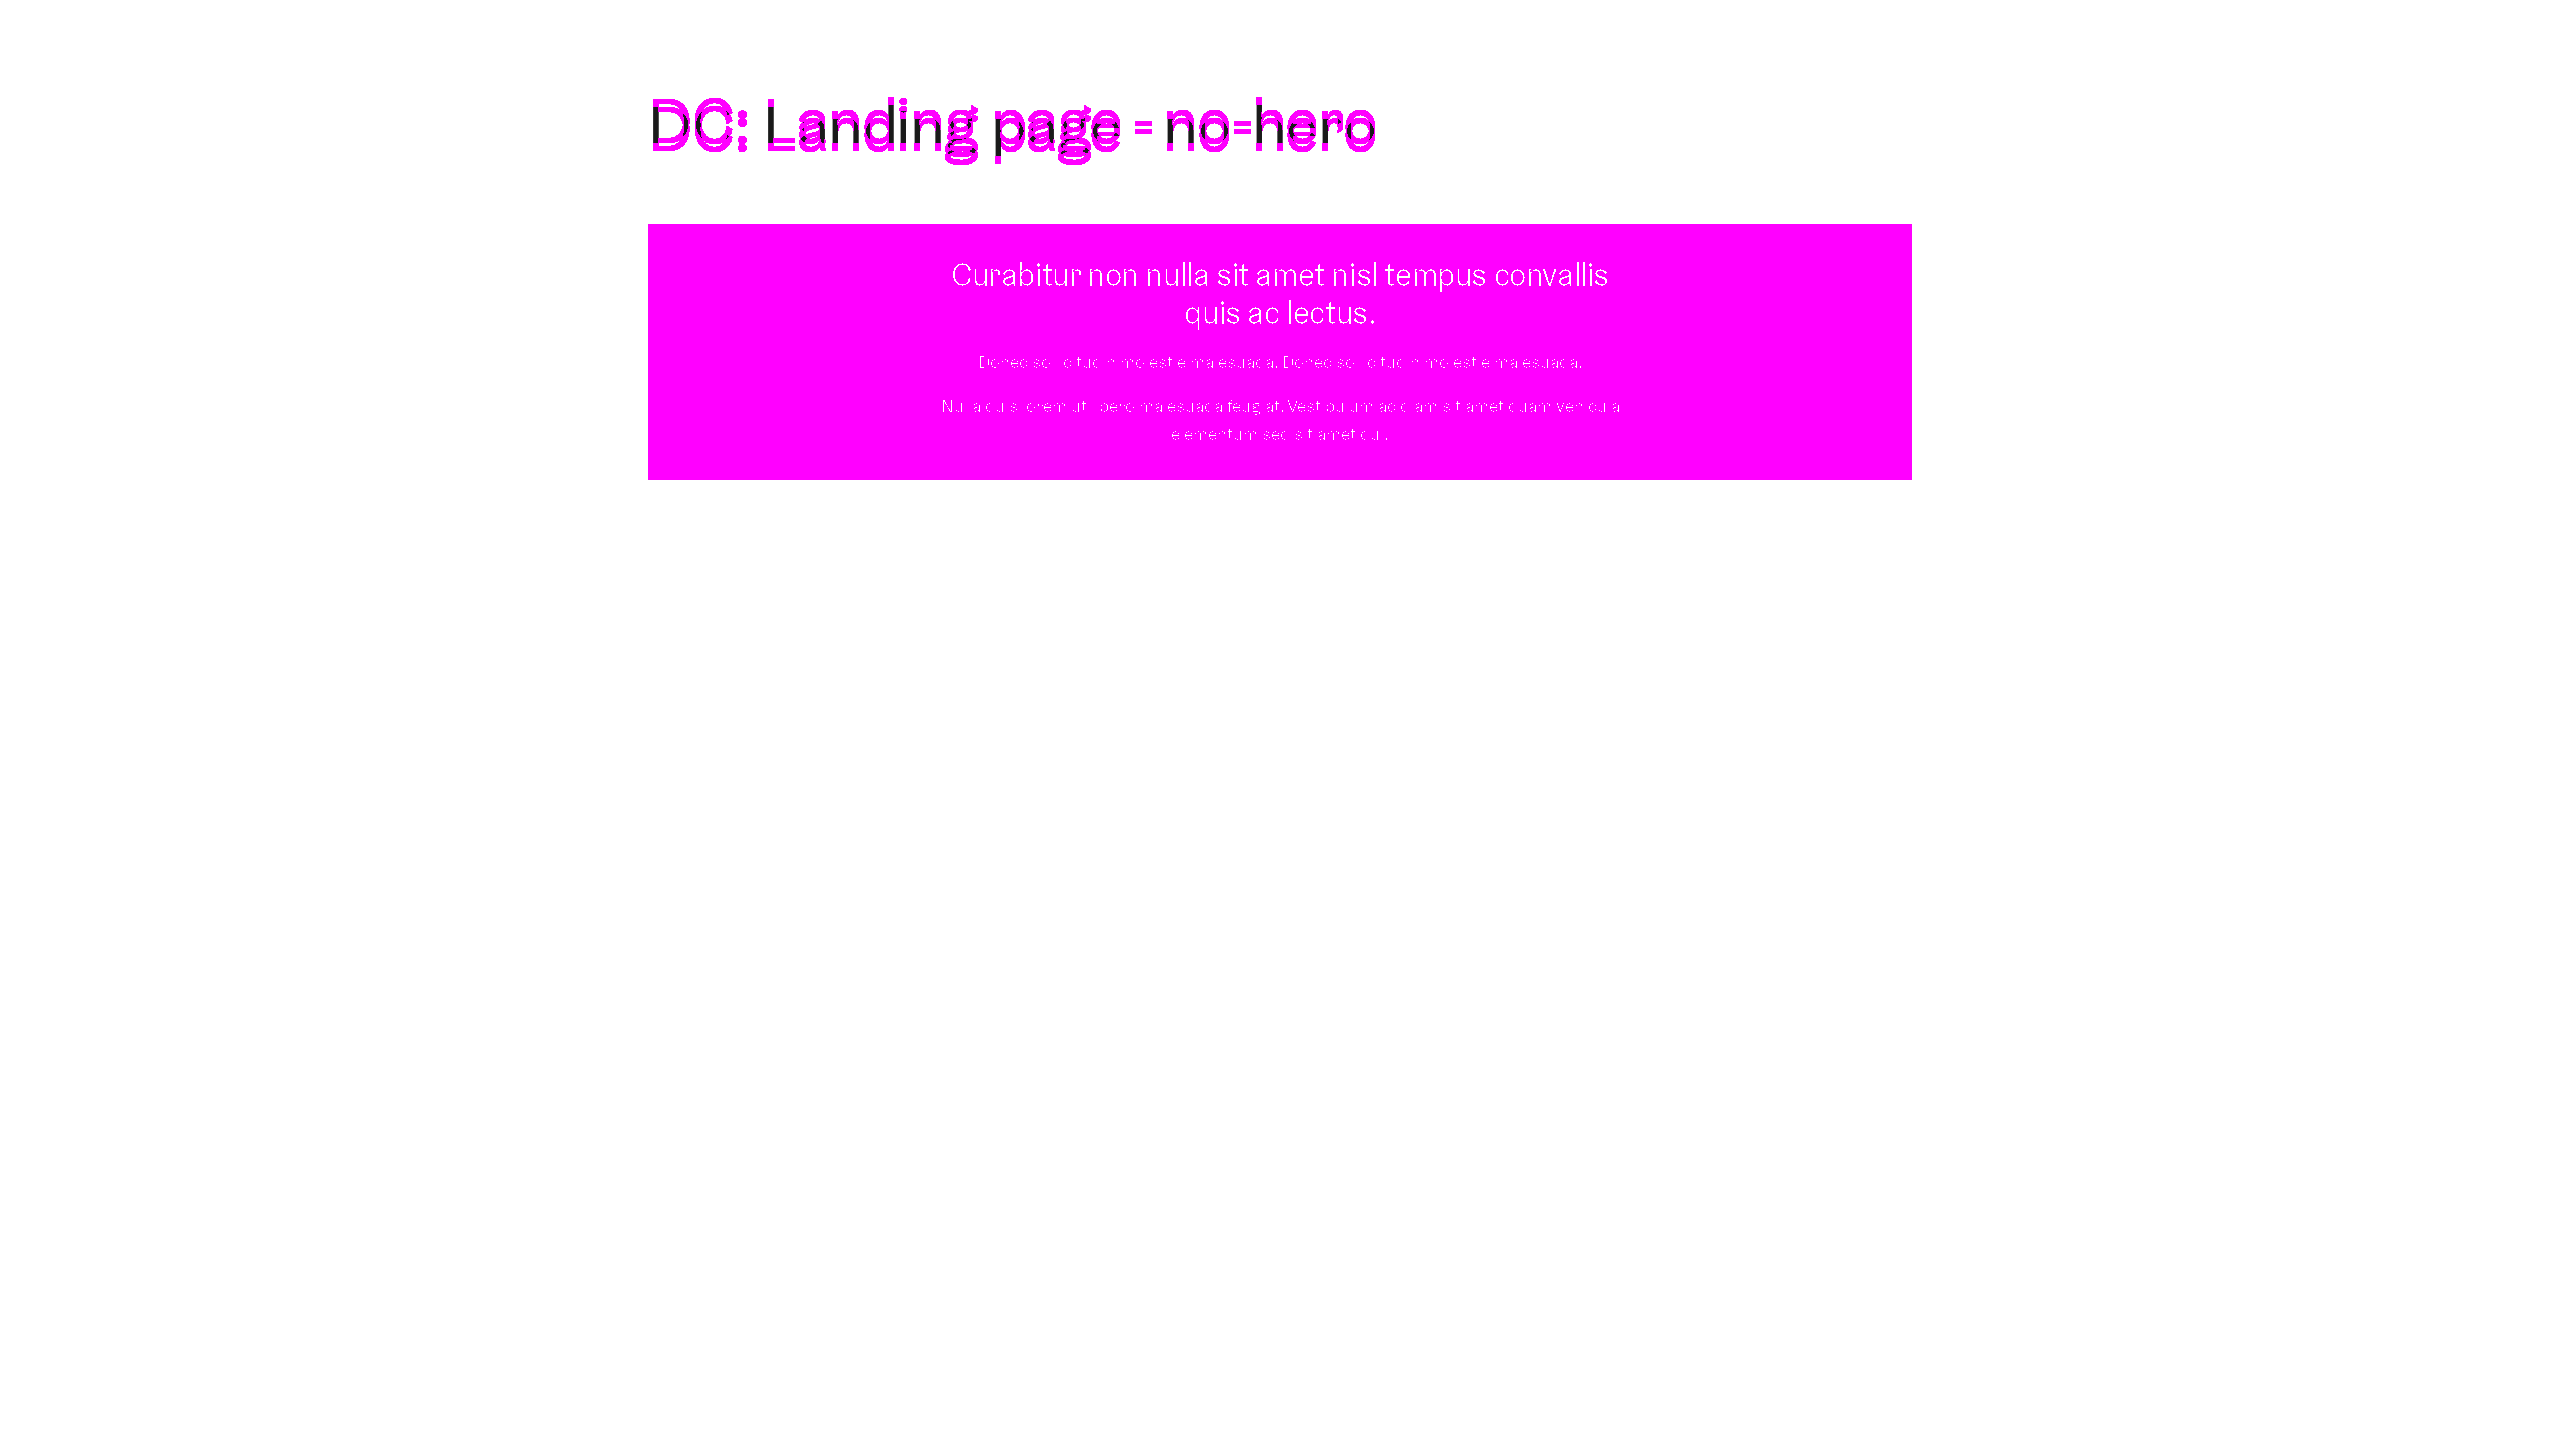 DC: Landing page - no-hero
Curabitur non nulla sit amet nisl tempus convallis
quis ac lectus.
Donec sollicitudin molestie malesuada. Donec sollicitudin molestie malesuada.
Nulla quis lorem ut libero malesuada feugiat. Vestibulum ac diam sit amet quam vehicula
elementum sed sit amet dui.